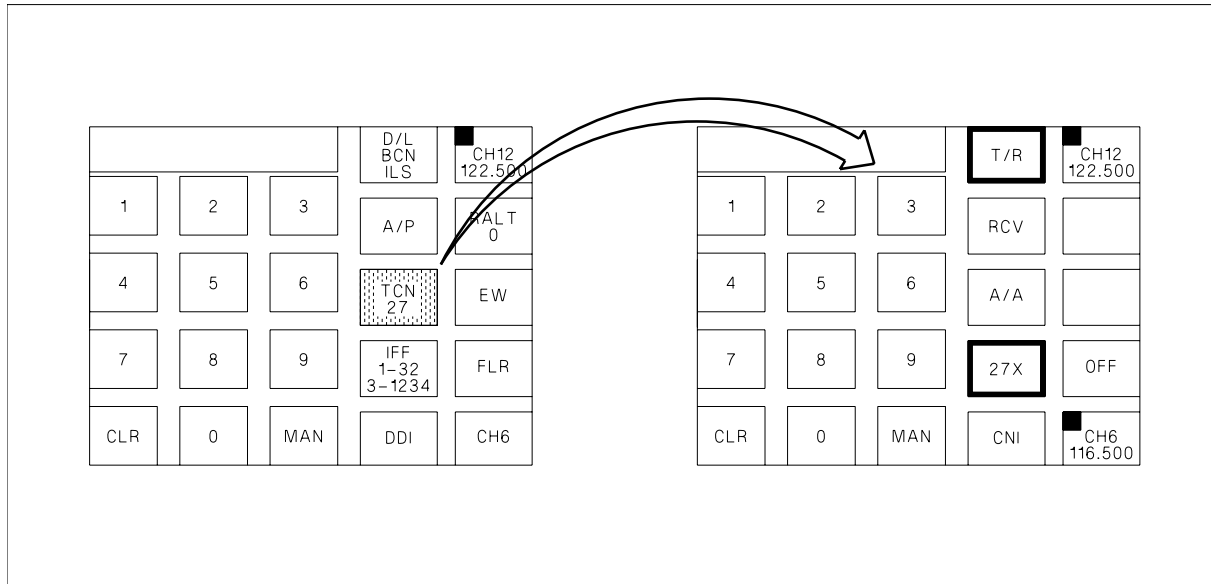 D/L
BCN
ILS
CH12
122.500
1
2
3
A/P
RALT
0
4
5
6
TCN
27
EW
7
8
9
IFF
1-32
3-1234
FLR
CLR
0
MAN
DDI
CH6
T/R
CH12
122.500
1
2
3
RCV
4
5
6
A/A
7
8
9
27X
OFF
CLR
0
MAN
CNI
CH6
116.500